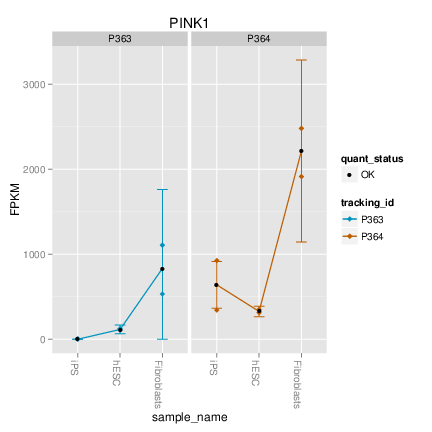 PINK1
P363 P364
FPKM
3000
2000
1000
0
iPS hESC Fibroblasts iPS hESC Fibroblasts
sample_name
quant_status
OK
tracking_id
P363
P364